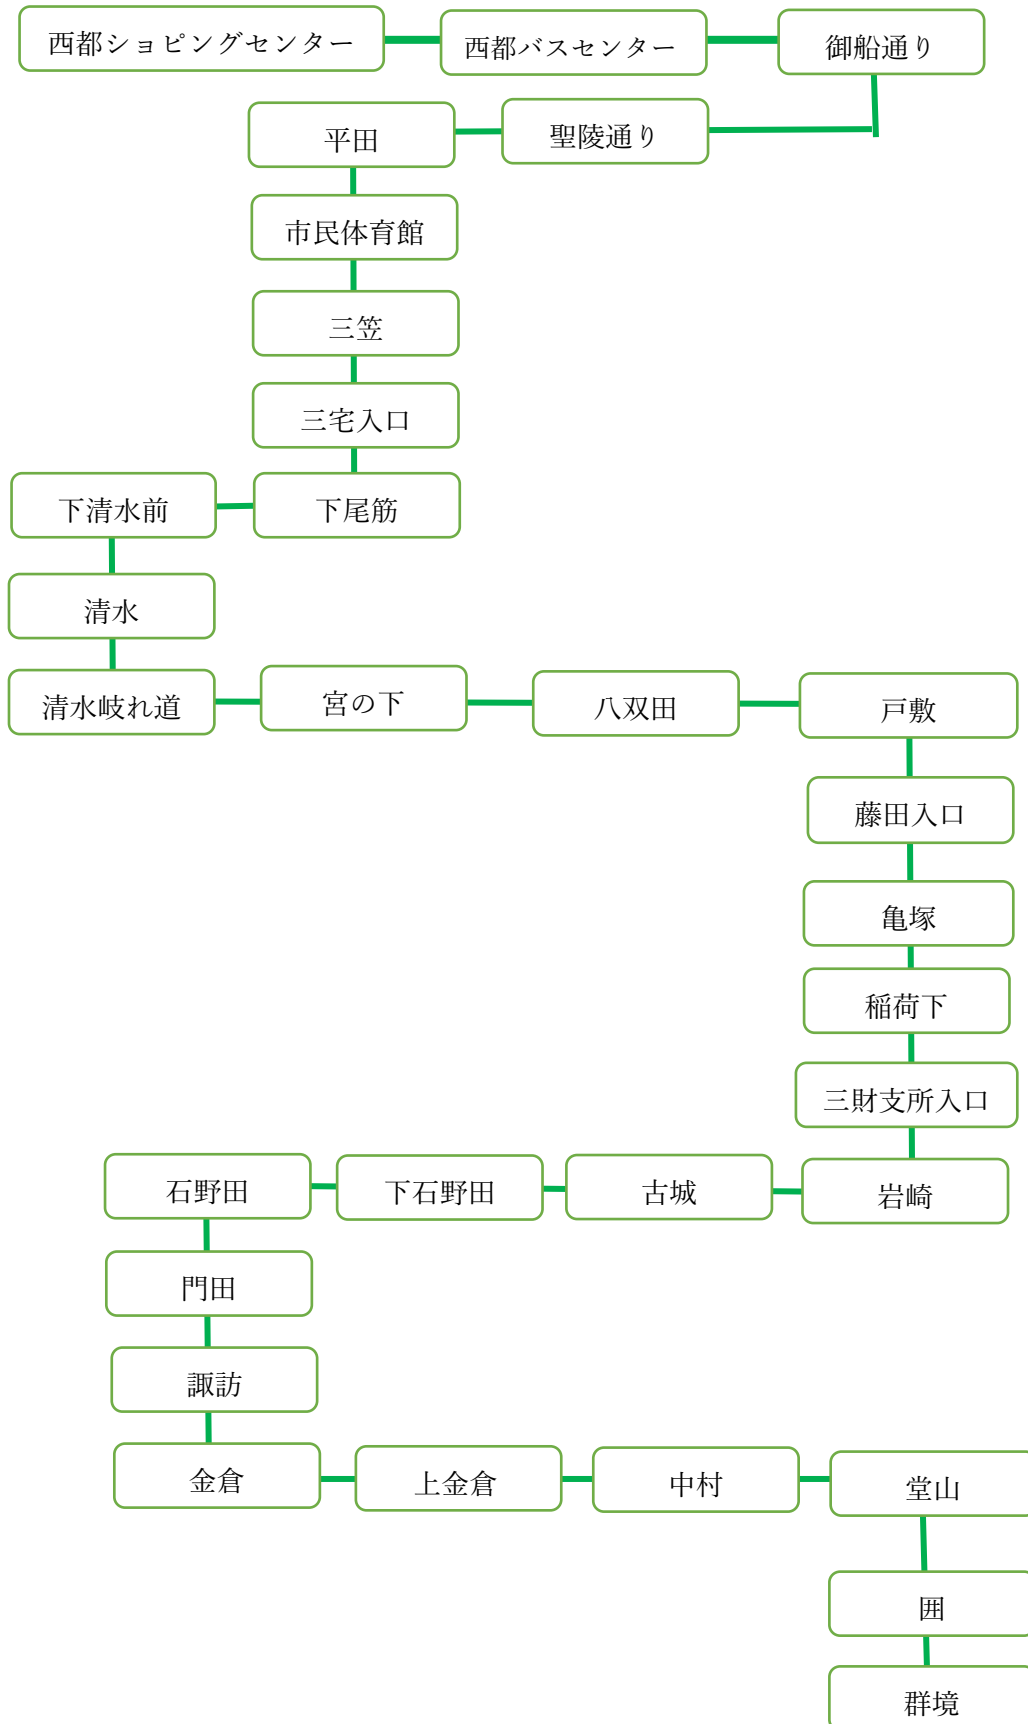 西都ショピングセンター
西都バスセンター
御船通り
聖陵通り
平田
市民体育館
三笠
三宅入口
下尾筋
下清水前
清水
清水岐れ道
宮の下
八双田
戸敷
藤田入口
亀塚
稲荷下
三財支所入口
岩崎
古城
下石野田
石野田
門田
諏訪
金倉
上金倉
中村
堂山
囲
群境